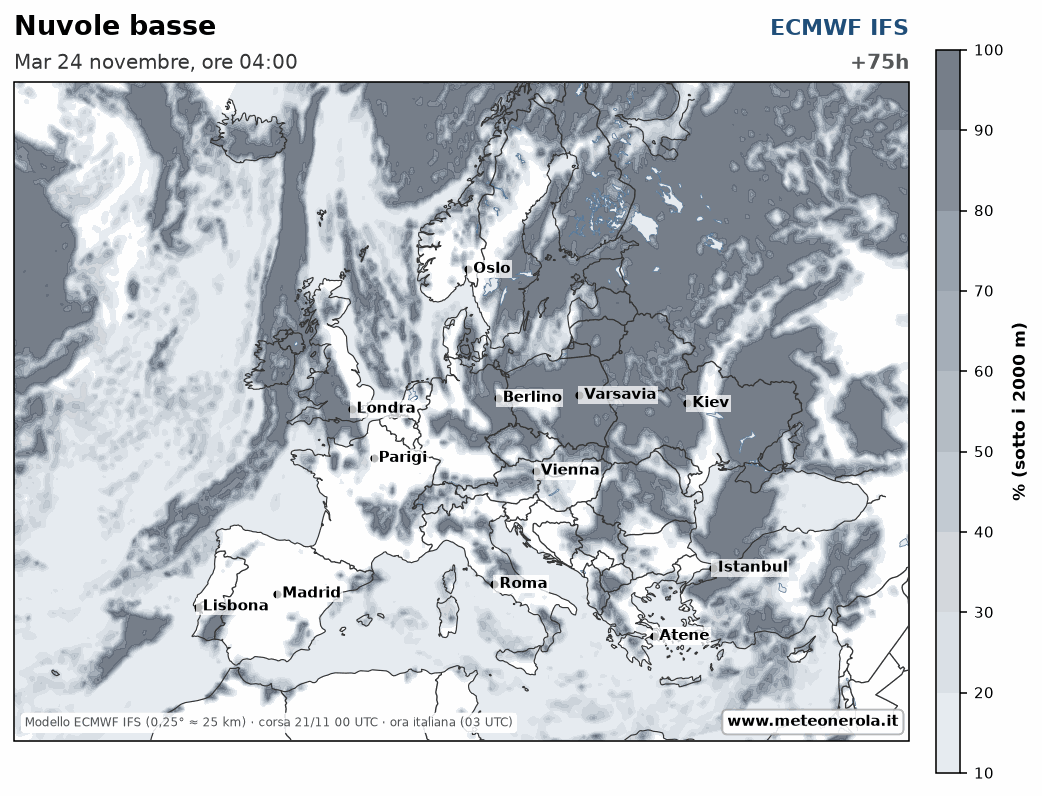 Nuvole basse
ECMWF IFS
Mar 24 novembre, ore 04:00
+75h
100
90
80
70
60
50
40
30
20
10
% (sotto i 2000 m)
Oslo
Berlino
Varsavia
Kiev
Londra
Parigi
Vienna
Istanbul
Roma
Madrid
Lisbona
Atene
Modello ECMWF IFS (0,25° ≈ 25 km) · corsa 21/11 00 UTC · ora italiana (03 UTC)
www.meteonerola.it